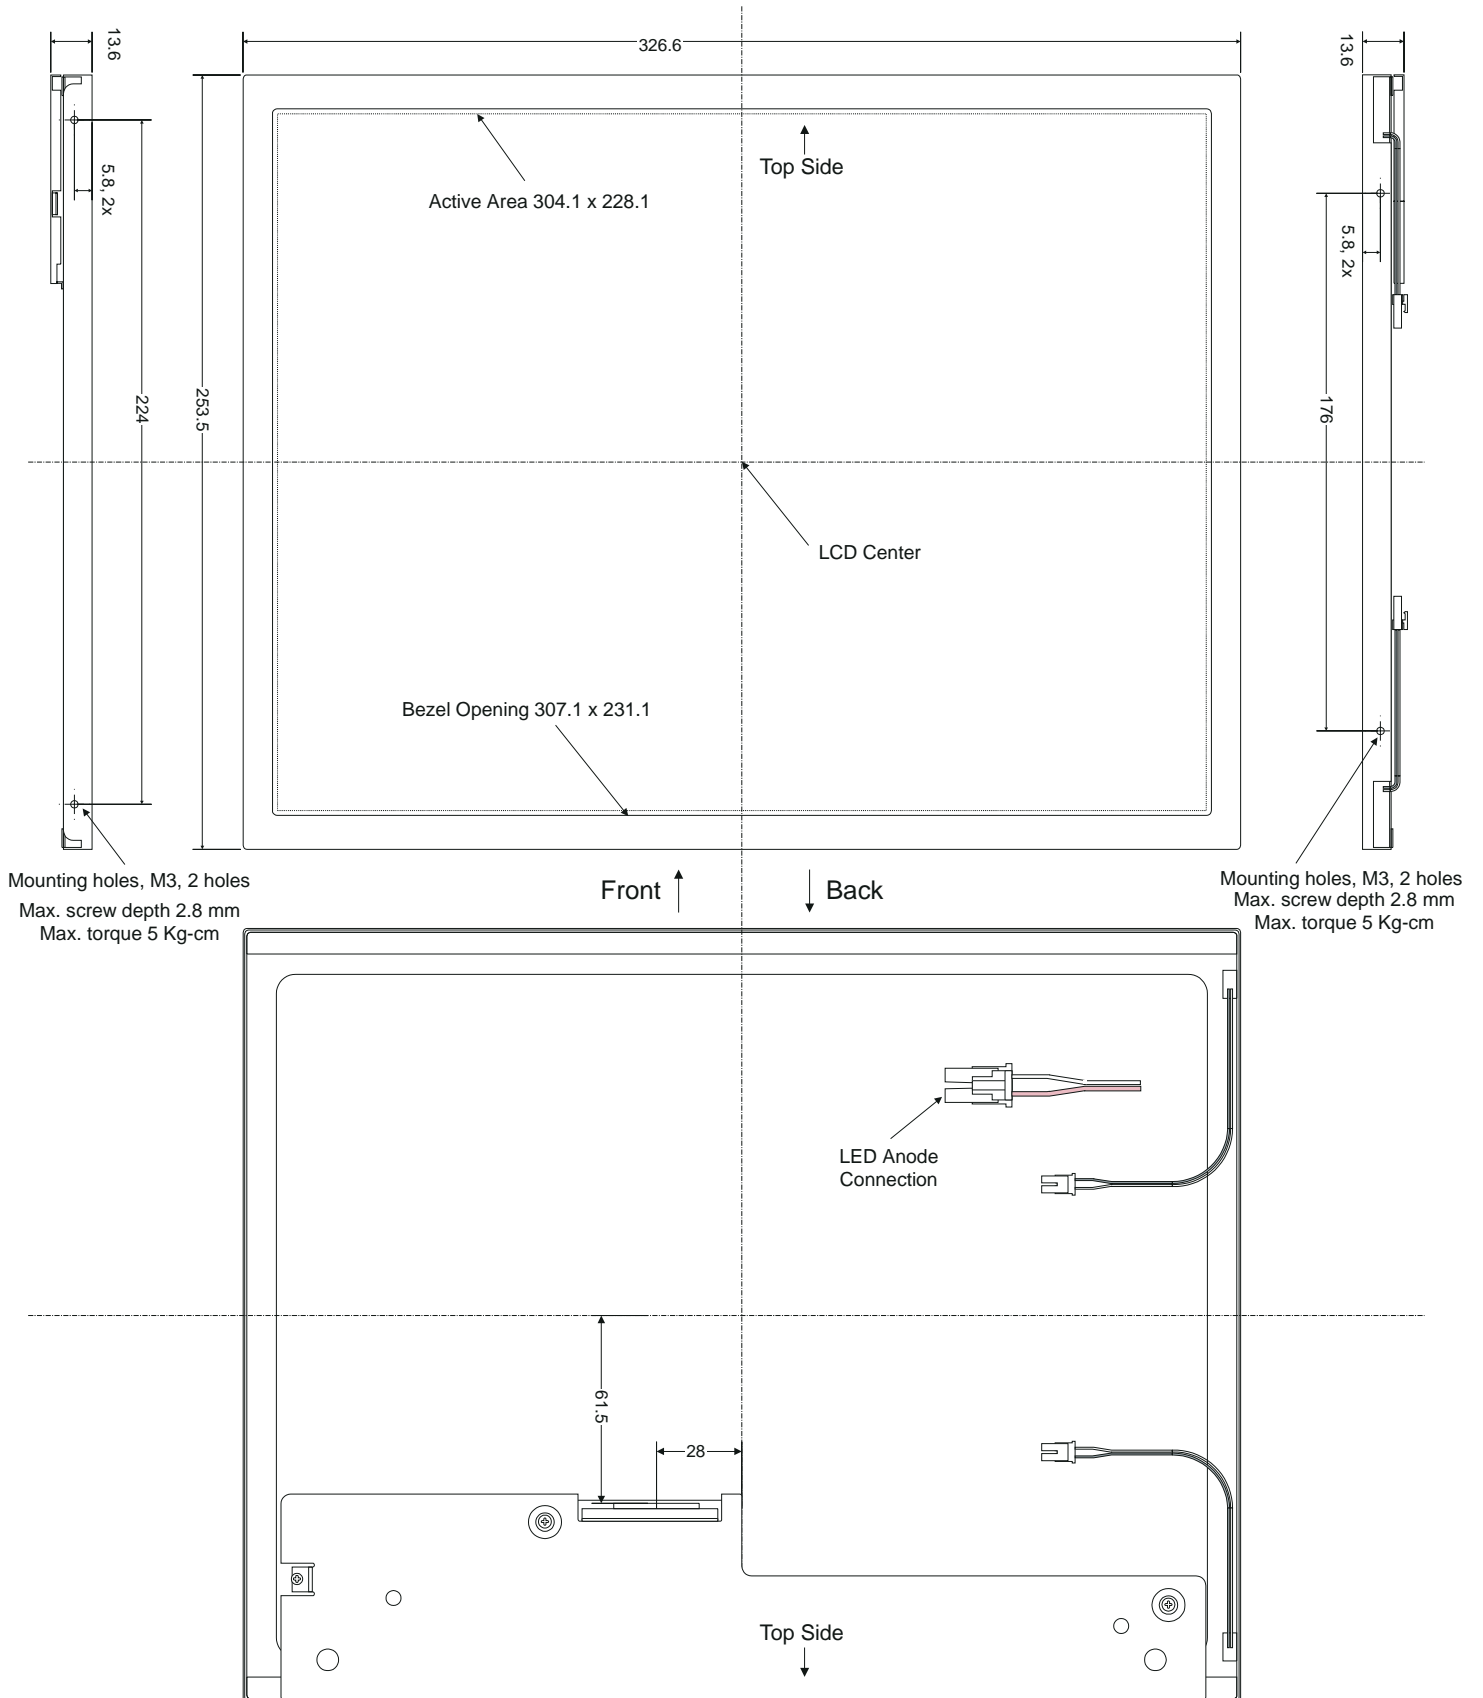 13.6
326.6
13.6
Top Side
5.8, 2x
Active Area 304.1 x 228.1
5.8, 2x
224
253.5
176
LCD Center
Bezel Opening 307.1 x 231.1
Mounting holes, M3, 2 holes
Max. screw depth 2.8 mm
Max. torque 5 Kg-cm
Front
Back
Mounting holes, M3, 2 holes
Max. screw depth 2.8 mm
Max. torque 5 Kg-cm
LED Anode
Connection
61.5
28
Top Side